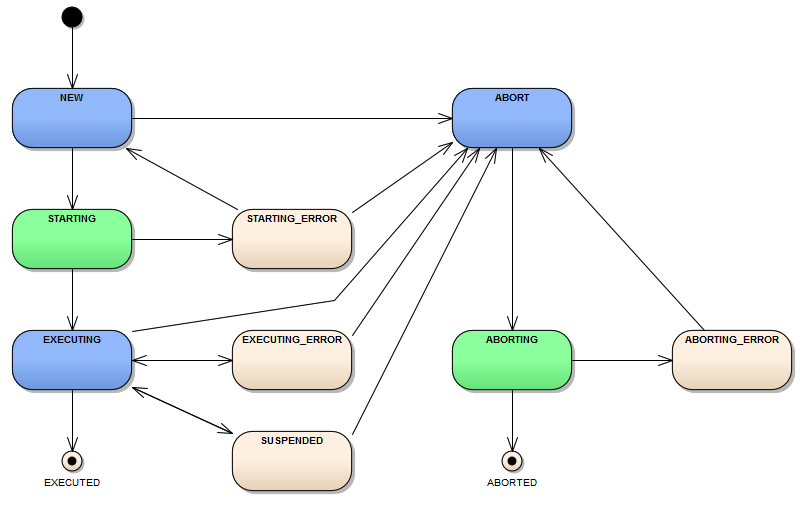 NEW
ABORT
STARTING
STARTING_ERROR
EXECUTING
EXECUTING_ERROR
ABORTING
ABORTING_ERROR
SUSPENDED
EXECUTED
ABORTED